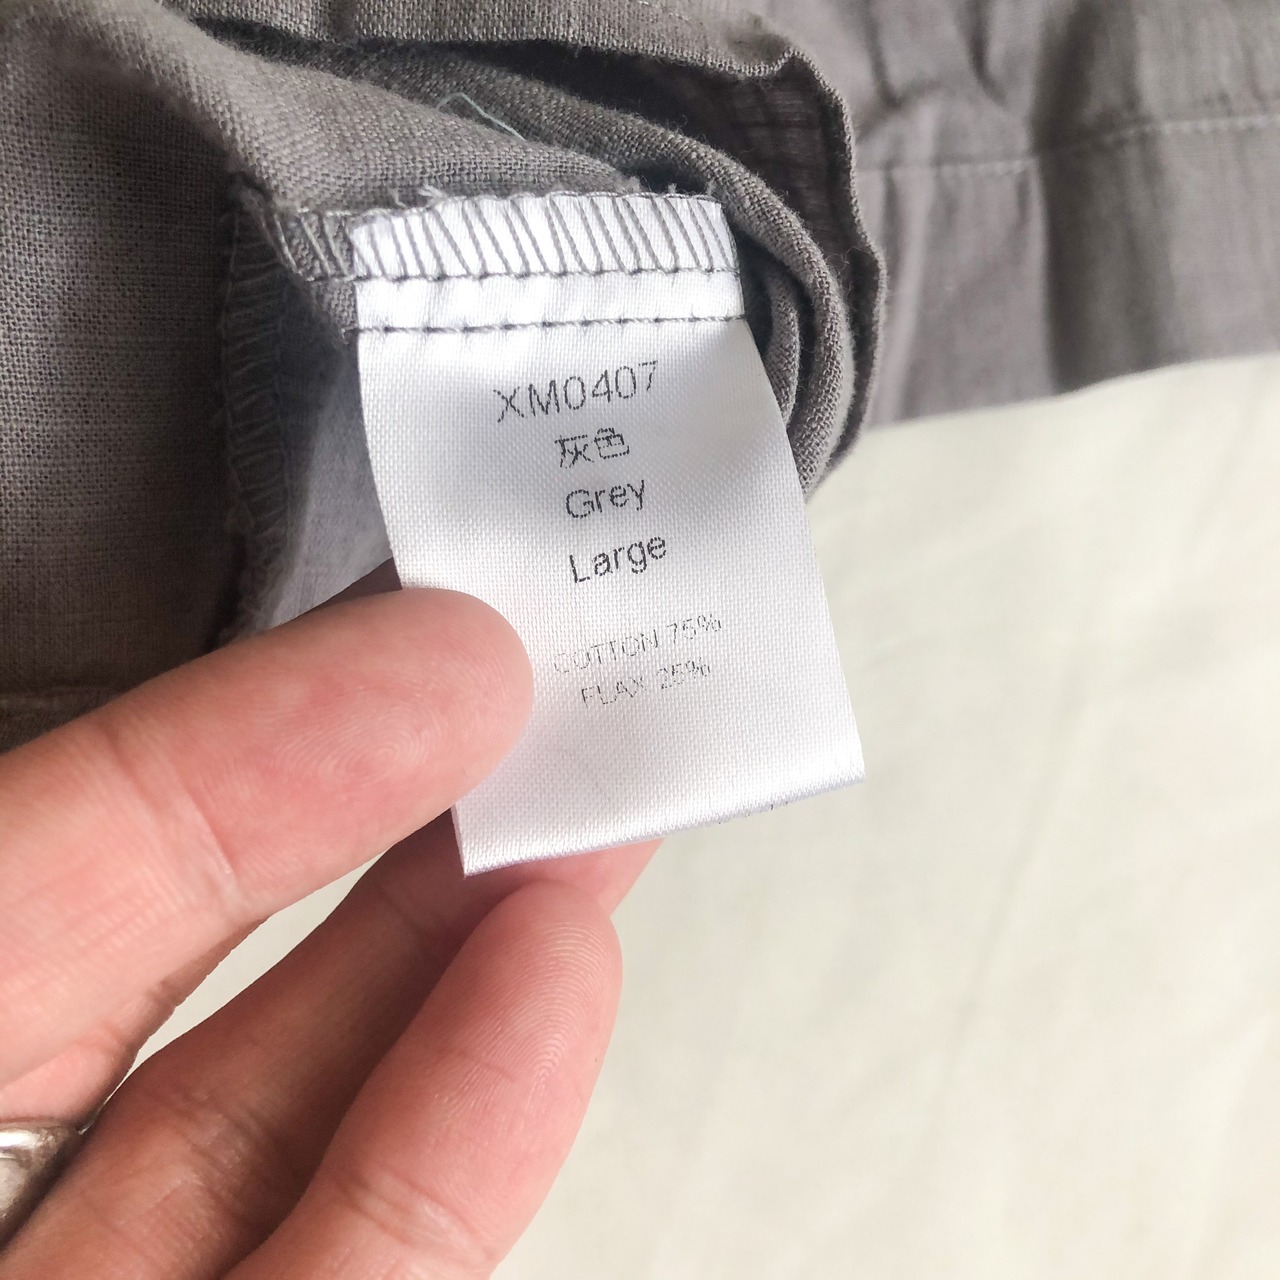 XM0407
灰色
Grey
Large
COTTON 75%
FLAX 25%